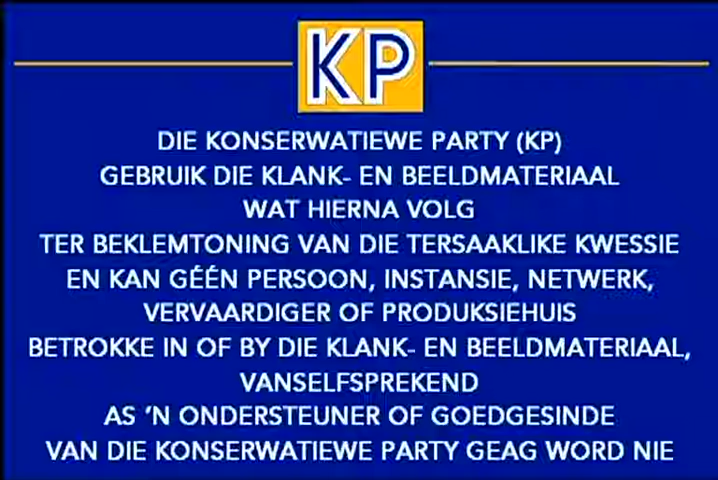 KP
DIE KONSERWATIEWE PARTY (KP)
GEBRUIK DIE KLANK- EN BEELDMATERIAAL
WAT HIERNA VOLG
TER BEKLEMTONING VAN DIE TERSAAKLIKE KWESSIE
EN KAN GÉÉN PERSOON, INSTANSIE, NETWERK,
VERVAARDIGER OF PRODUKSIEHUIS
BETROKKE IN OF BY DIE KLANK- EN BEELDMATERIAAL,
VANSELFSPREKEND
AS ’N ONDERSTEUNER OF GOEDGESINDE
VAN DIE KONSERWATIEWE PARTY GEAG WORD NIE